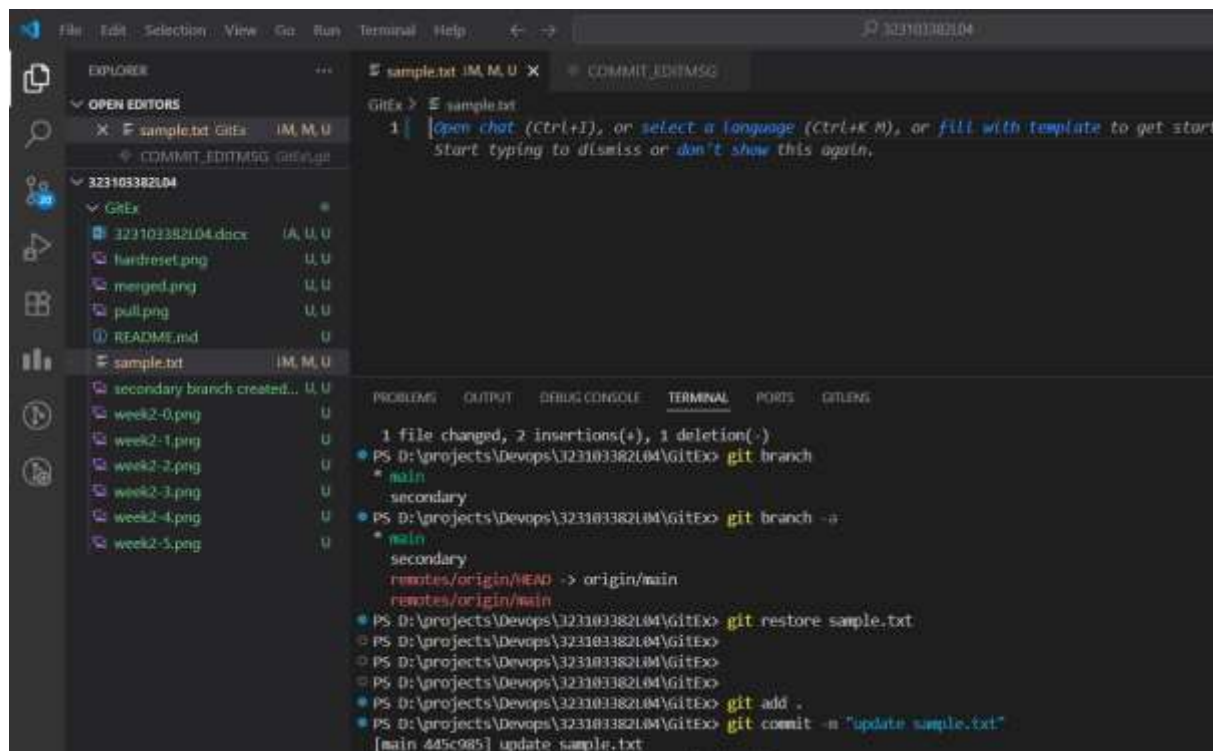 File Edit Selection View Go Run Terminal Help
323103382L04
EXPLORER
OPEN EDITORS
sample.txt GitEx !M, M, U
COMMIT_EDITMSG GitEx\.git
323103382L04
GitEx
323103382L04.docx !A, U, U
hardreset.png U, U
merged.png U, U
pull.png U, U
README.md U
sample.txt !M, M, U
secondary branch created... U, U
week2-0.png U
week2-1.png U
week2-2.png U
week2-3.png U
week2-4.png U
week2-5.png U
sample.txt !M, M, U
COMMIT_EDITMSG
GitEx > sample.txt
1 Open chat (Ctrl+I), or select a language (Ctrl+K M), or fill with template to get start
Start typing to dismiss or don't show this again.
PROBLEMS OUTPUT DEBUG CONSOLE TERMINAL PORTS GITLENS
1 file changed, 2 insertions(+), 1 deletion(-)
PS D:\projects\Devops\323103382L04\GitEx> git branch
* main
secondary
PS D:\projects\Devops\323103382L04\GitEx> git branch -a
* main
secondary
remotes/origin/HEAD -> origin/main
remotes/origin/main
PS D:\projects\Devops\323103382L04\GitEx> git restore sample.txt
PS D:\projects\Devops\323103382L04\GitEx>
PS D:\projects\Devops\323103382L04\GitEx>
PS D:\projects\Devops\323103382L04\GitEx>
PS D:\projects\Devops\323103382L04\GitEx> git add .
PS D:\projects\Devops\323103382L04\GitEx> git commit -m "update sample.txt"
[main 445c985] update sample.txt